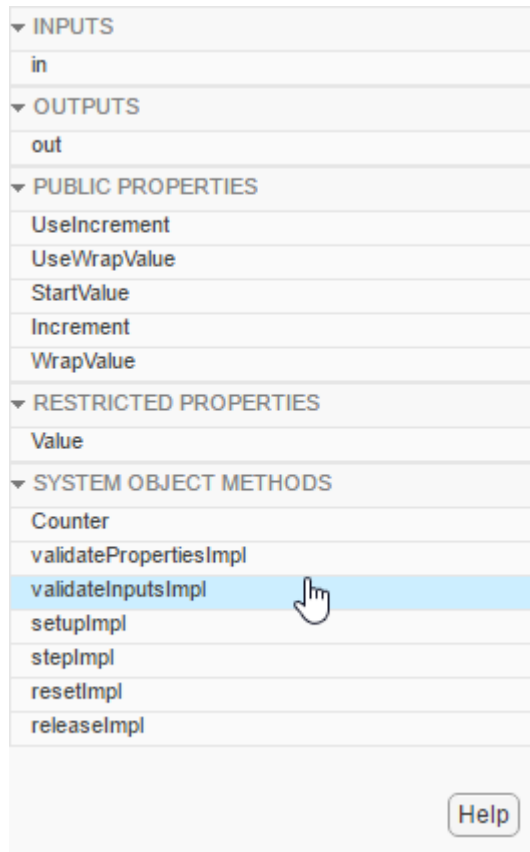 INPUTS
in
OUTPUTS
out
PUBLIC PROPERTIES
UseIncrement
UseWrapValue
StartValue
Increment
WrapValue
RESTRICTED PROPERTIES
Value
SYSTEM OBJECT METHODS
Counter
validatePropertiesImpl
validateInputsImpl
setupImpl
stepImpl
resetImpl
releaseImpl
Help